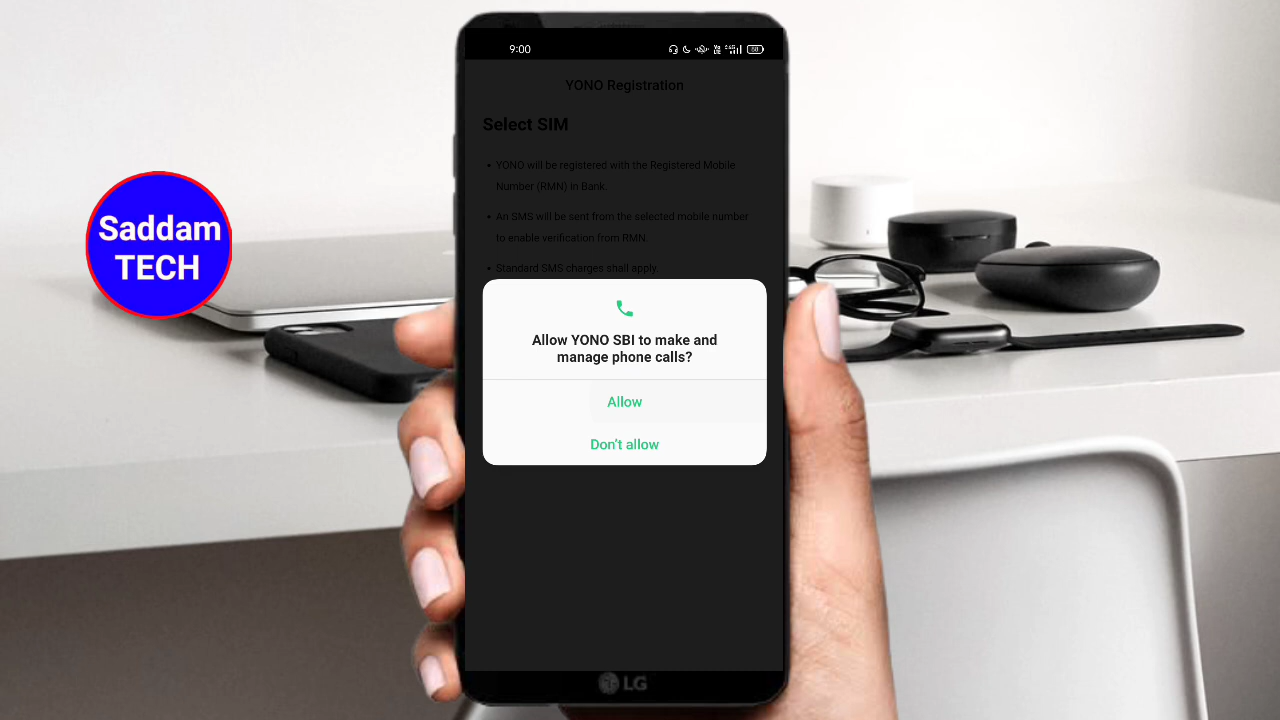 Saddam
TECH
9:00
YONO Registration
Select SIM
• YONO will be registered with the Registered Mobile
Number (RMN) in Bank.
• An SMS will be sent from the selected mobile number
to enable verification from RMN.
• Standard SMS charges shall apply.
Allow YONO SBI to make and
manage phone calls?
Allow
Don't allow
LG